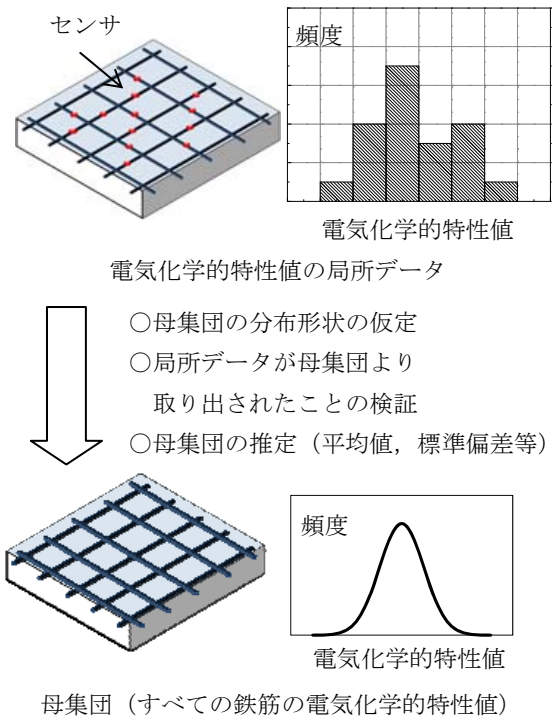 センサ
頻度
電気化学的特性値
電気化学的特性値の局所データ
○母集団の分布形状の仮定
○局所データが母集団より
取り出されたことの検証
○母集団の推定（平均値，標準偏差等）
頻度
電気化学的特性値
母集団（すべての鉄筋の電気化学的特性値）